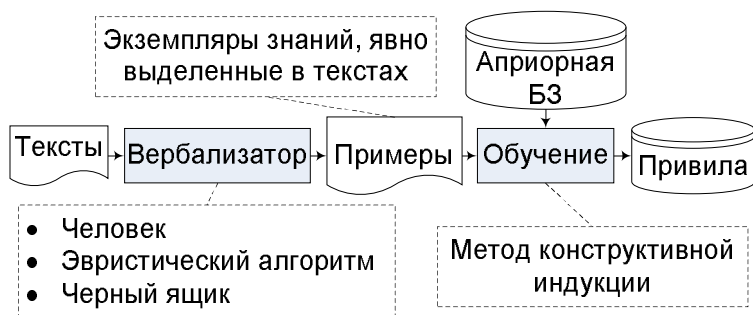 Экземпляры знаний, явно
выделенные в текстах
Априорная
БЗ
Тексты
Вербализатор
Примеры
Обучение
Привила
• Человек
• Эвристический алгоритм
• Черный ящик
Метод конструктивной
индукции